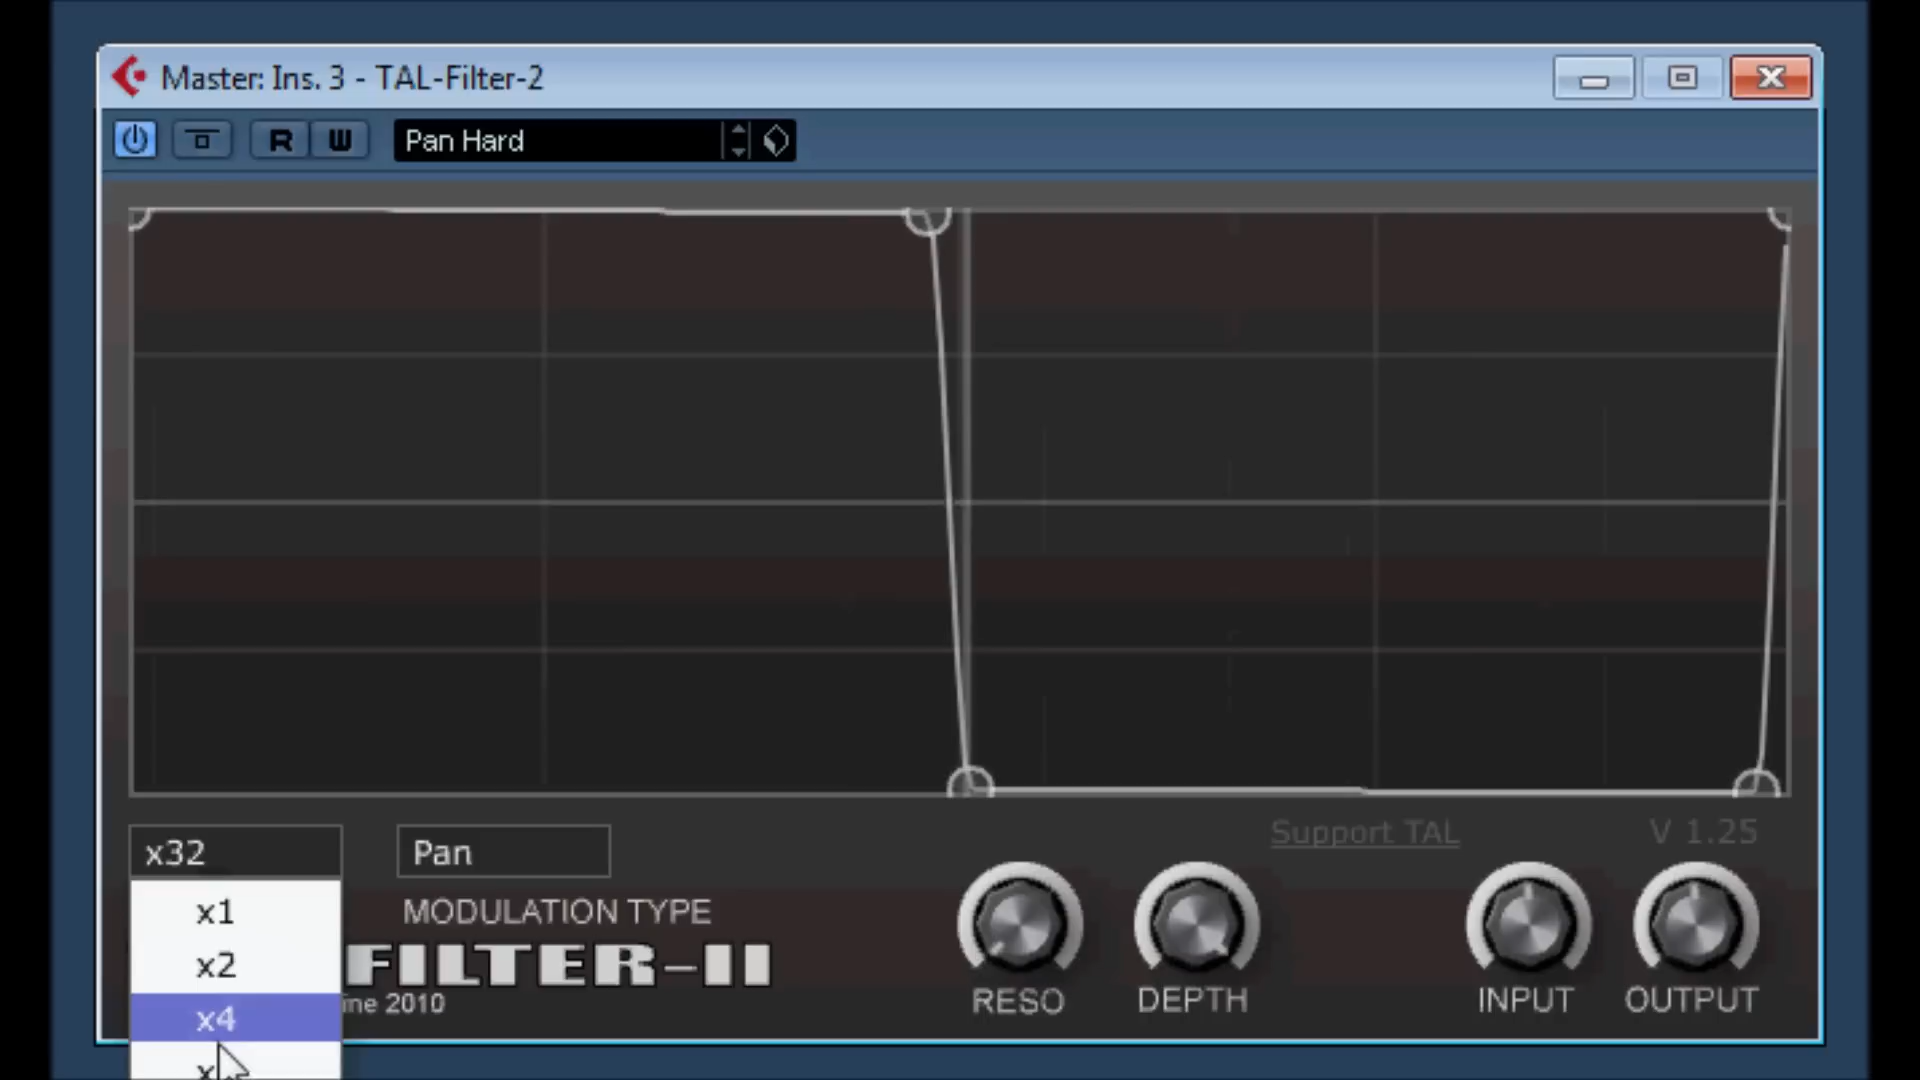 Master: Ins. 3 - TAL-Filter-2
R W Pan Hard
Support TAL V 1.25
x32 Pan
x1
MODULATION TYPE
x2
FILTER-II
x4
ine 2010
RESO DEPTH INPUT OUTPUT